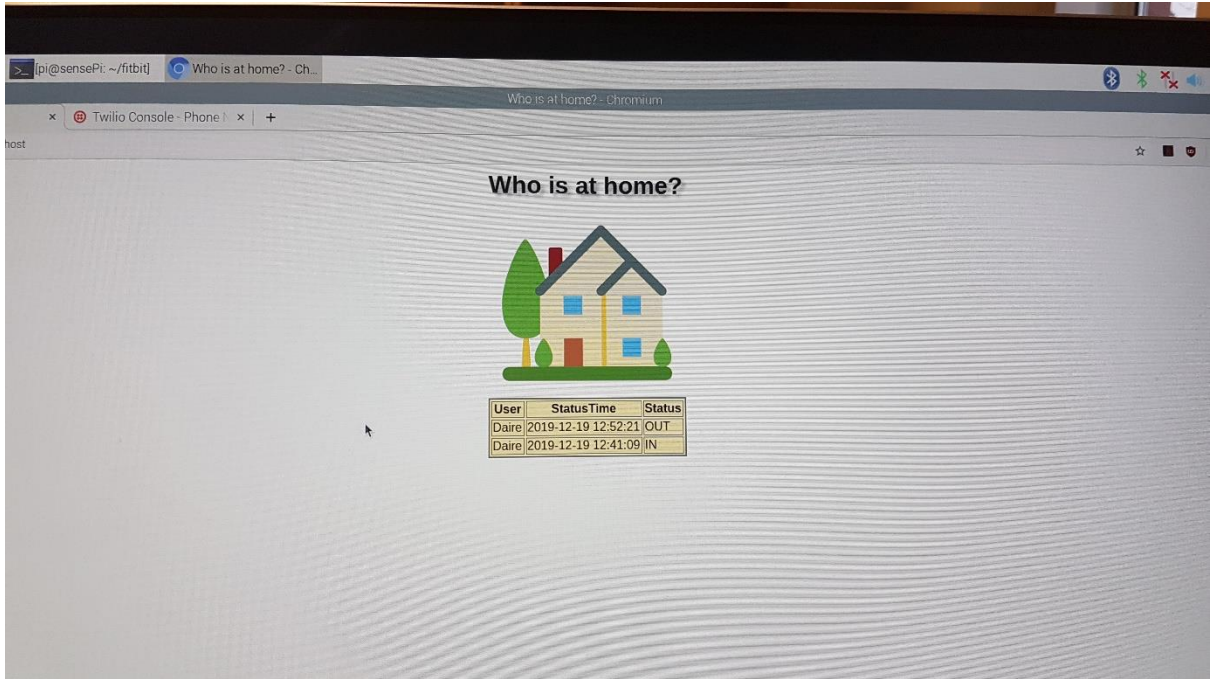 [pi@sensePi: ~/fitbit] Who is at home? - Ch...
Who is at home? - Chromium
Twilio Console - Phone
host
Who is at home?
User StatusTime Status
Daire 2019-12-19 12:52:21 OUT
Daire 2019-12-19 12:41:09 IN